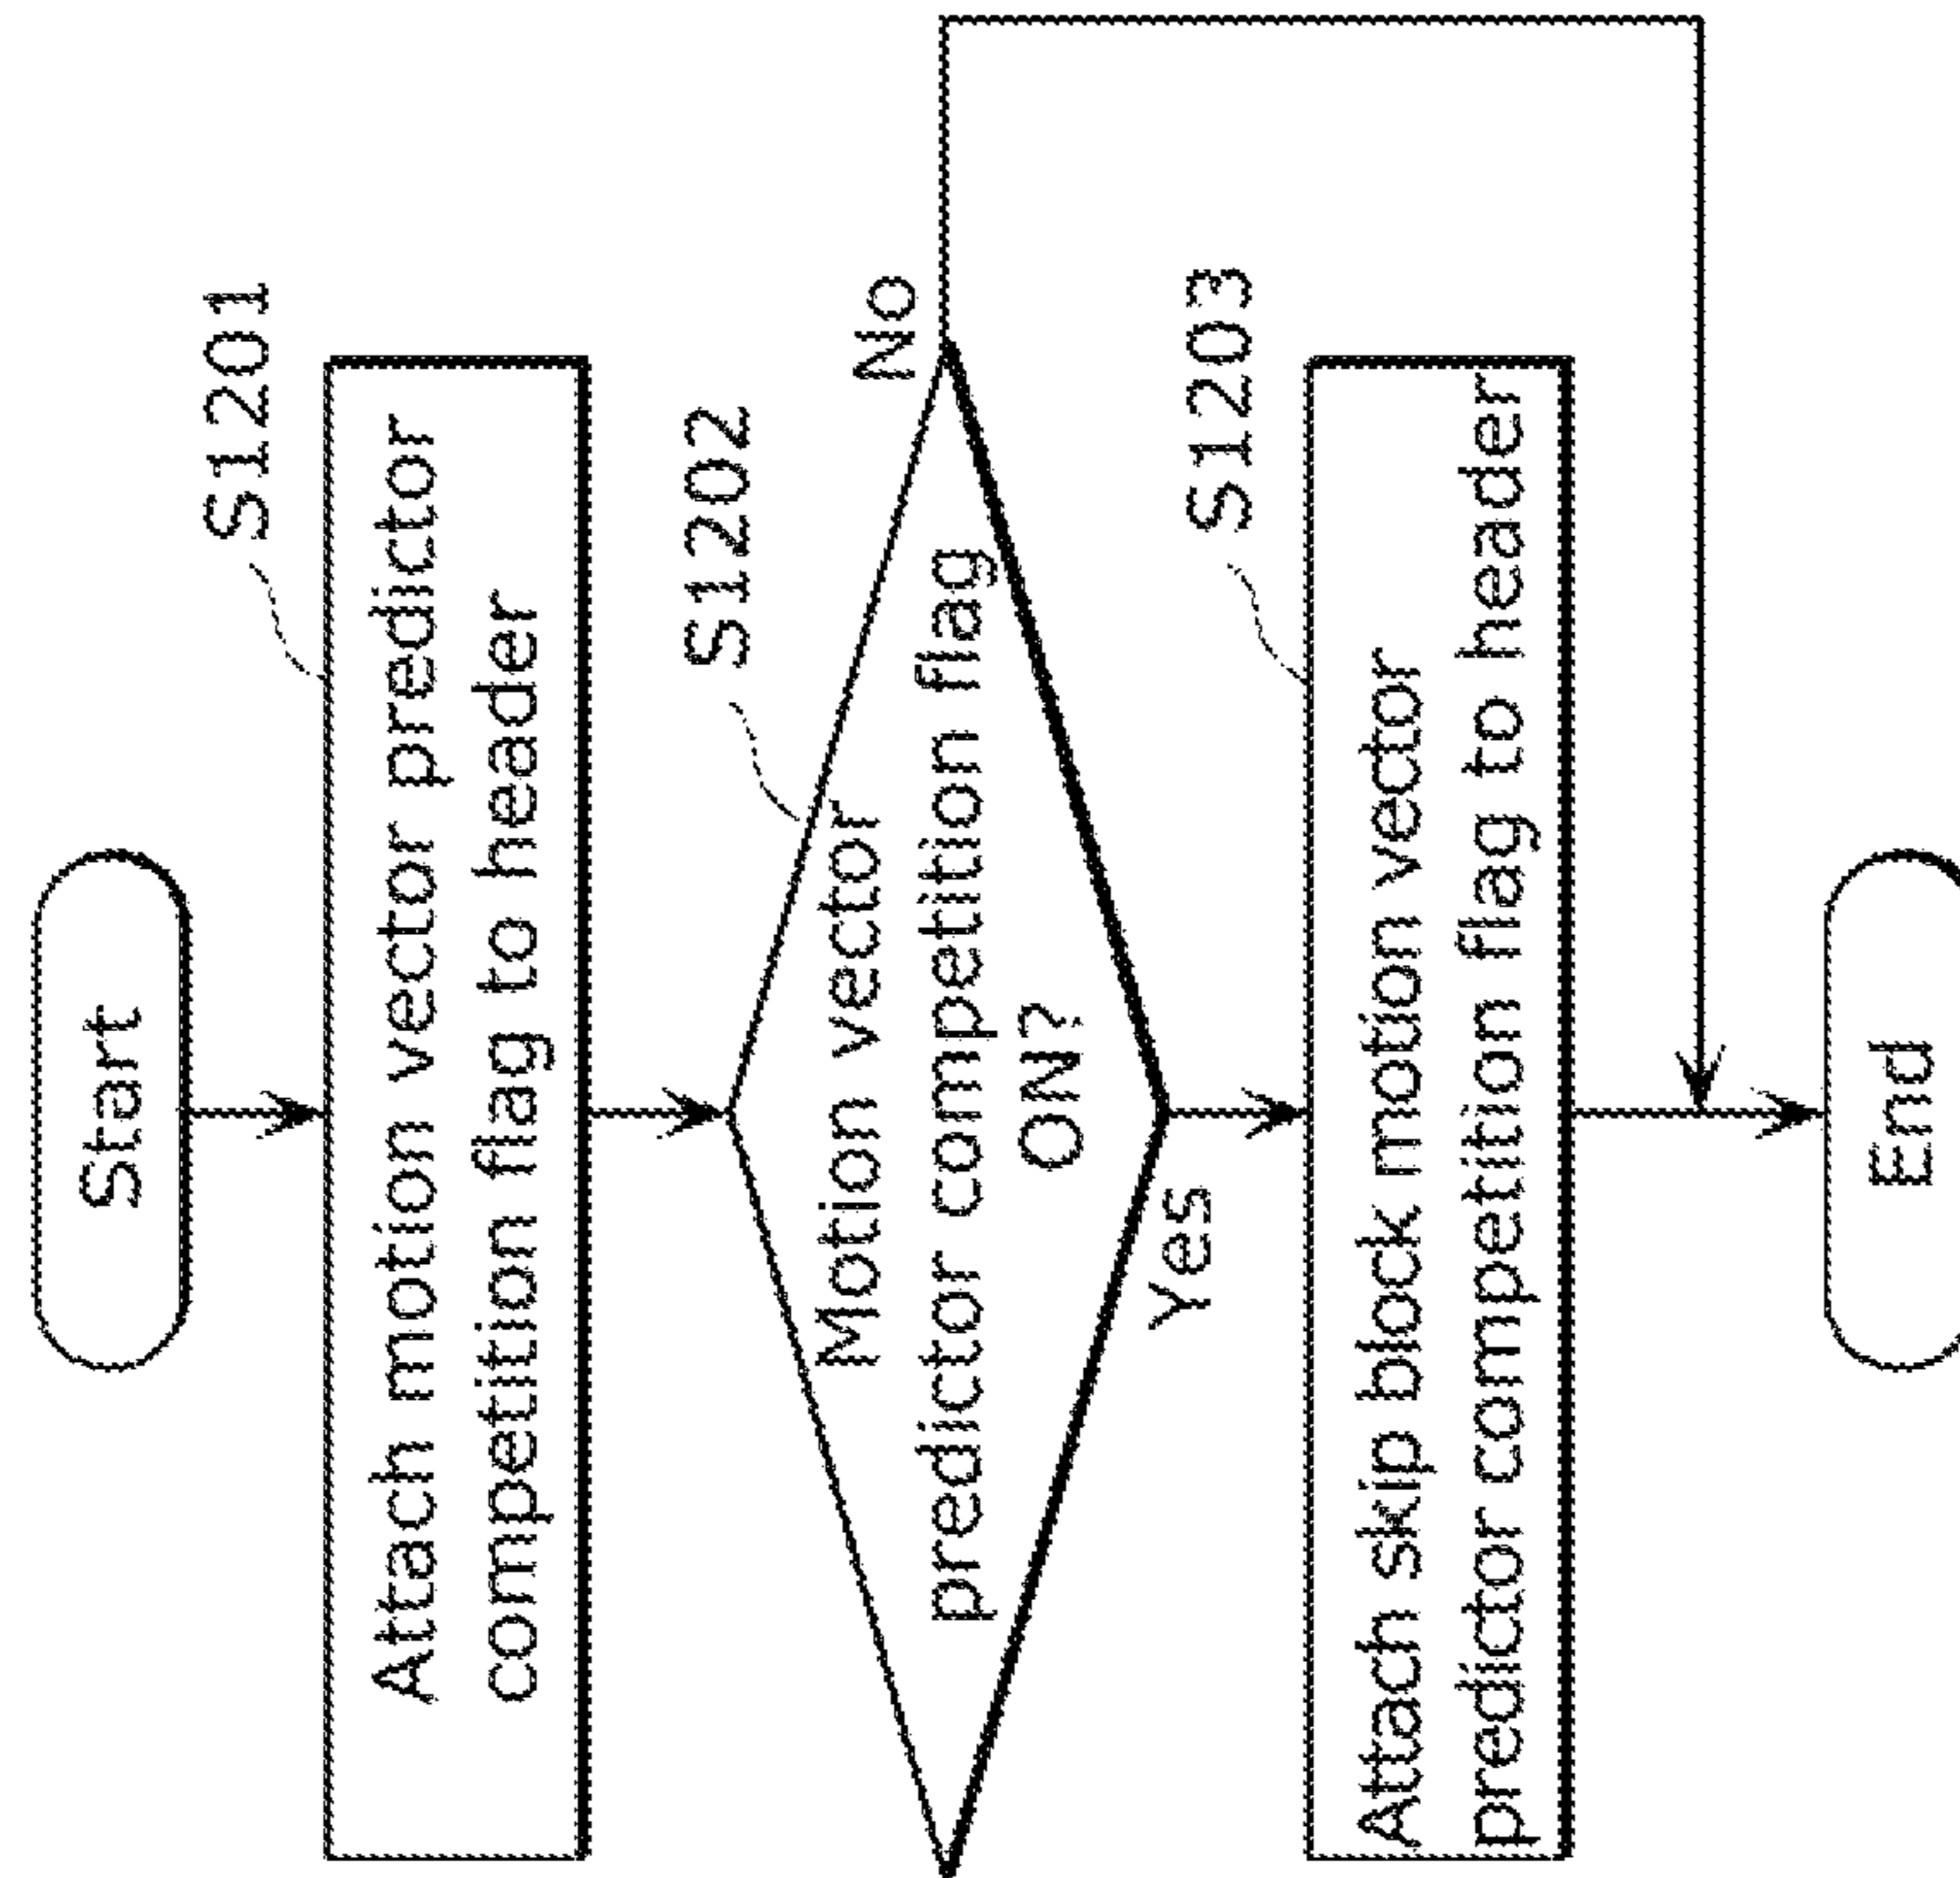 Start
S1201
Attach motion vector predictor
competition flag to header
S1202
Motion vector
predictor competition flag
ON?
No
Yes
S1203
Attach skip block motion vector
predictor competition flag to header
End